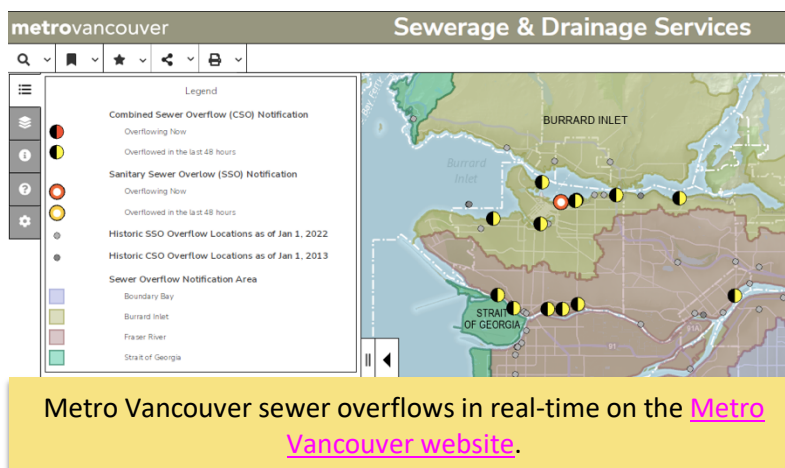 metrovancouver
Sewerage & Drainage Services
Legend
Combined Sewer Overflow (CSO) Notification
Overflowing Now
Overflowed in the last 48 hours
Sanitary Sewer Overlow (SSO) Notification
Overflowing Now
Overflowed in the last 48 hours
Historic SSO Overflow Locations as of Jan 1, 2022
Historic CSO Overflow Locations as of Jan 1, 2013
Sewer Overflow Notification Area
Boundary Bay
Burrard Inlet
Fraser River
Strait of Georgia
BURRARD INLET
Burrard
Inlet
STRAIT
OF GEORGIA
91
91A
Metro Vancouver sewer overflows in real-time on the Metro
Vancouver website.